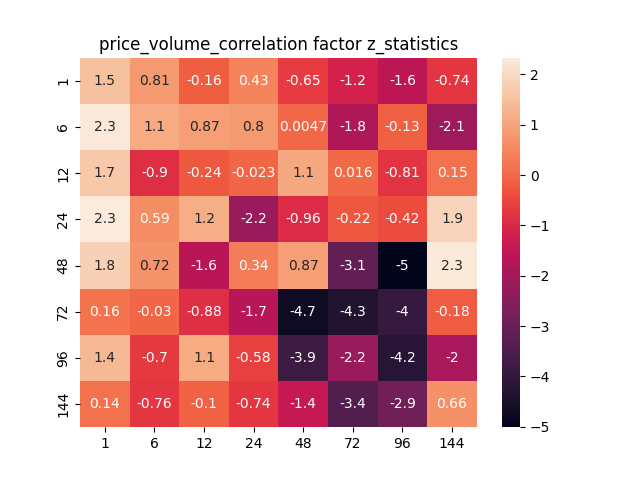 price_volume_correlation factor z_statistics
1 1.5 0.81 -0.16 0.43 -0.65 -1.2 -1.6 -0.74
6 2.3 1.1 0.87 0.8 0.0047 -1.8 -0.13 -2.1
12 1.7 -0.9 -0.24 -0.023 1.1 0.016 -0.81 0.15
24 2.3 0.59 1.2 -2.2 -0.96 -0.22 -0.42 1.9
48 1.8 0.72 -1.6 0.34 0.87 -3.1 -5 2.3
72 0.16 -0.03 -0.88 -1.7 -4.7 -4.3 -4 -0.18
96 1.4 -0.7 1.1 -0.58 -3.9 -2.2 -4.2 -2
144 0.14 -0.76 -0.1 -0.74 -1.4 -3.4 -2.9 0.66
1 6 12 24 48 72 96 144
2
1
0
−1
−2
−3
−4
−5